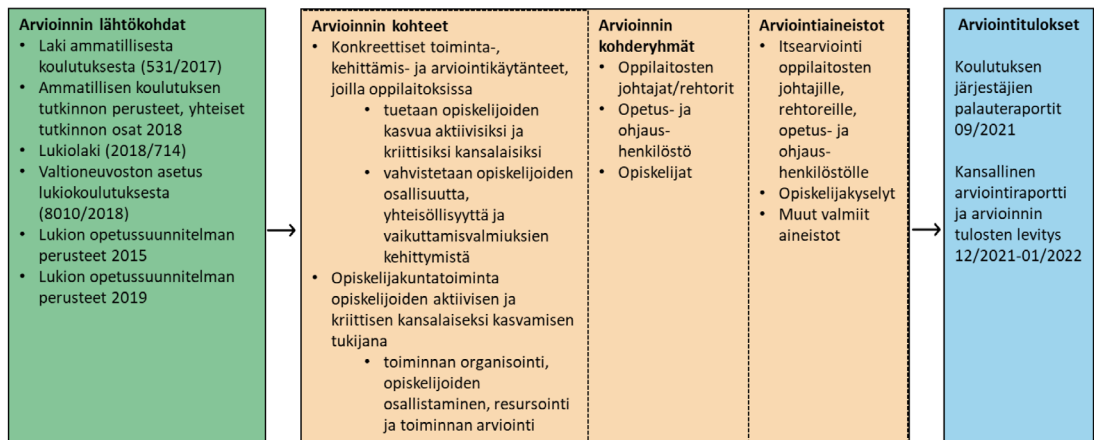 Arvioinnin lähtökohdat
• Laki ammatillisesta
koulutuksesta (531/2017)
• Ammatillisen koulutuksen
tutkinnon perusteet, yhteiset
tutkinnon osat 2018
• Lukiolaki (2018/714)
• Valtioneuvoston asetus
lukiokoulutuksesta
(8010/2018)
• Lukion opetussuunnitelman
perusteet 2015
• Lukion opetussuunnitelman
perusteet 2019
Arvioinnin kohteet
• Konkreettiset toiminta-,
kehittämis- ja arviointikäytänteet,
joilla oppilaitoksissa
• tuetaan opiskelijoiden
kasvua aktiivisiksi ja
kriittisiksi kansalaisiksi
• vahvistetaan opiskelijoiden
osallisuutta,
yhteisöllisyyttä ja
vaikuttamisvalmiuksien
kehittymistä
• Opiskelijakuntatoiminta
opiskelijoiden aktiivisen ja
kriittisen kansalaiseksi kasvamisen
tukijana
• toiminnan organisointi,
opiskelijoiden
osallistaminen, resursointi
ja toiminnan arviointi
Arvioinnin
kohderyhmät
• Oppilaitosten
johtajat/rehtorit
• Opetus- ja
ohjaus-
henkilöstö
• Opiskelijat
Arviointiaineistot
• Itsearviointi
oppilaitosten
johtajille,
rehtoreille,
opetus- ja
ohjaus-
henkilöstölle
• Opiskelijakyselyt
• Muut valmiit
aineistot
Arviointitulokset
Koulutuksen
järjestäjien
palauteraportit
09/2021
Kansallinen
arviointiraportti
ja arvioinnin
tulosten levitys
12/2021-01/2022